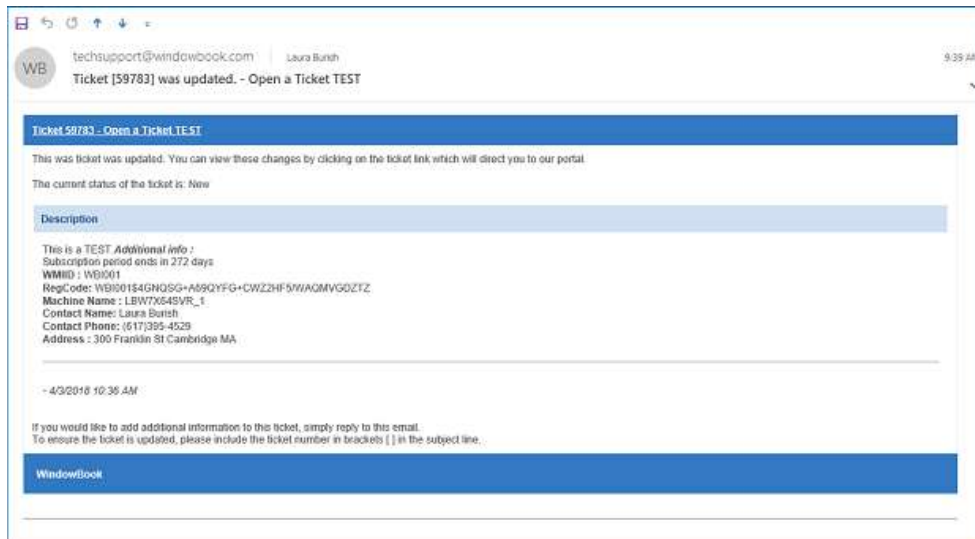 techsupport@windowbook.com Laura Burish
9:39 AM
WB
Ticket [59783] was updated. - Open a Ticket TEST
Ticket 59783 - Open a Ticket TEST
This was ticket was updated. You can view these changes by clicking on the ticket link which will direct you to our portal.
The current status of the ticket is: New
Description
This is a TEST Additional info :
Subscription period ends in 272 days
WMIID : WBI001
RegCode:
Machine Name : LBW7X64SVR_1
Contact Name: Laura Burish
Contact Phone: (617)395-4529
Address : 300 Franklin St Cambridge MA
- 4/3/2018 10:36 AM
If you would like to add additional information to this ticket, simply reply to this email.
To ensure the ticket is updated, please include the ticket number in brackets [ ] in the subject line.
WindowBook